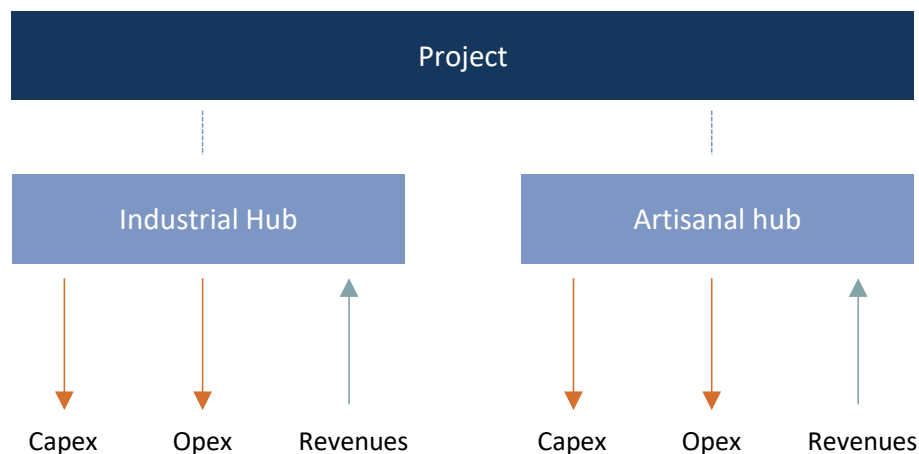 Project
Industrial Hub
Artisanal hub
Capex
Opex
Revenues
Capex
Opex
Revenues